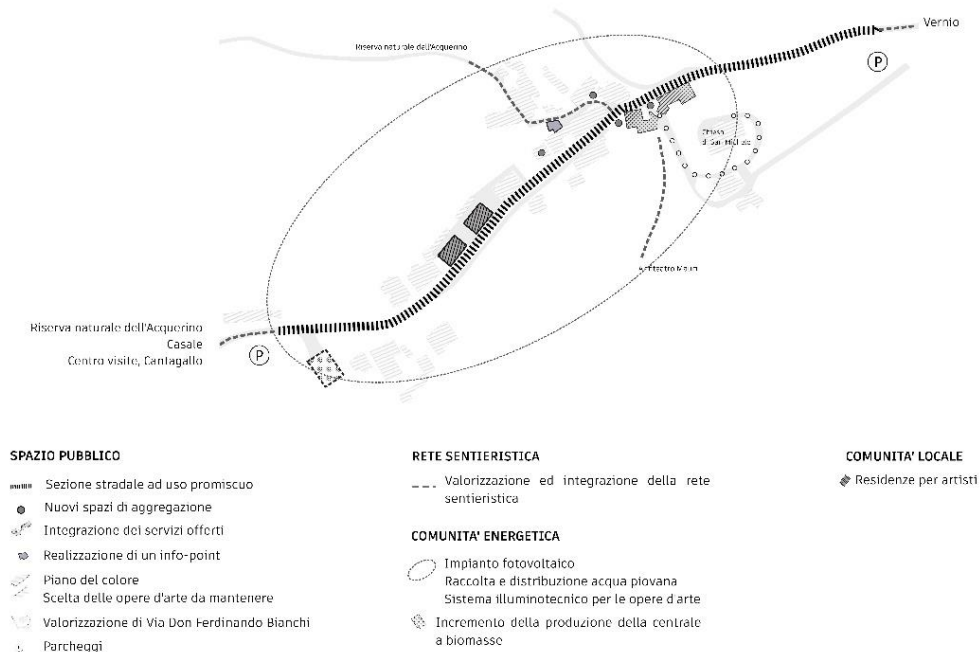 Vernio
Riserva naturale dell'Acquerino
P
Chiesa
di San Michele
Mauri
Riserva naturale dell'Acquerino
Casale
Centro visite, Cantagallo
P
SPAZIO PUBBLICO
Sezione stradale ad uso promiscuo
Nuovi spazi di aggregazione
Integrazione dei servizi offerti
Realizzazione di un info-point
Piano del colore
Scelta delle opere d'arte da mantenere
Valorizzazione di Via Don Ferdinando Bianchi
Parcheggi
RETE SENTIERISTICA
Valorizzazione ed integrazione della rete
sentieristica
COMUNITA' ENERGETICA
Impianto fotovoltaico
Raccolta e distribuzione acqua piovana
Sistema illuminotecnico per le opere d'arte
Incremento della produzione della centrale
a biomasse
COMUNITA' LOCALE
Residenze per artisti